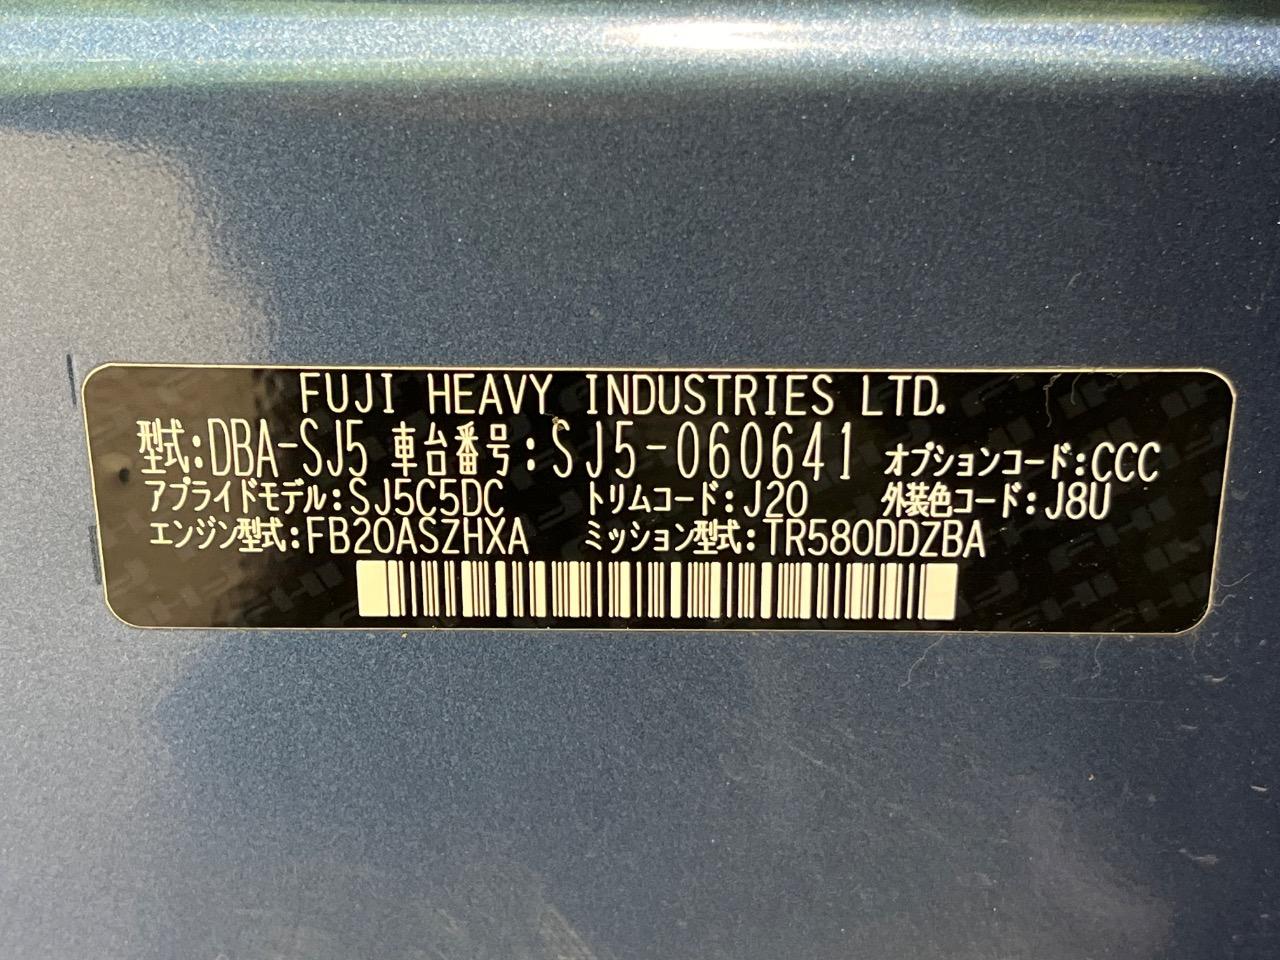 FUJI HEAVY INDUSTRIES LTD.
型式:DBA-SJ5 車台番号:SJ5-060641 オプションコード:CCC
アプライドモデル:SJ5C5DC トリムコード:J20 外装色コード:J8U
エンジン型式:FB20ASZHXA ミッション型式:TR580DDZBA